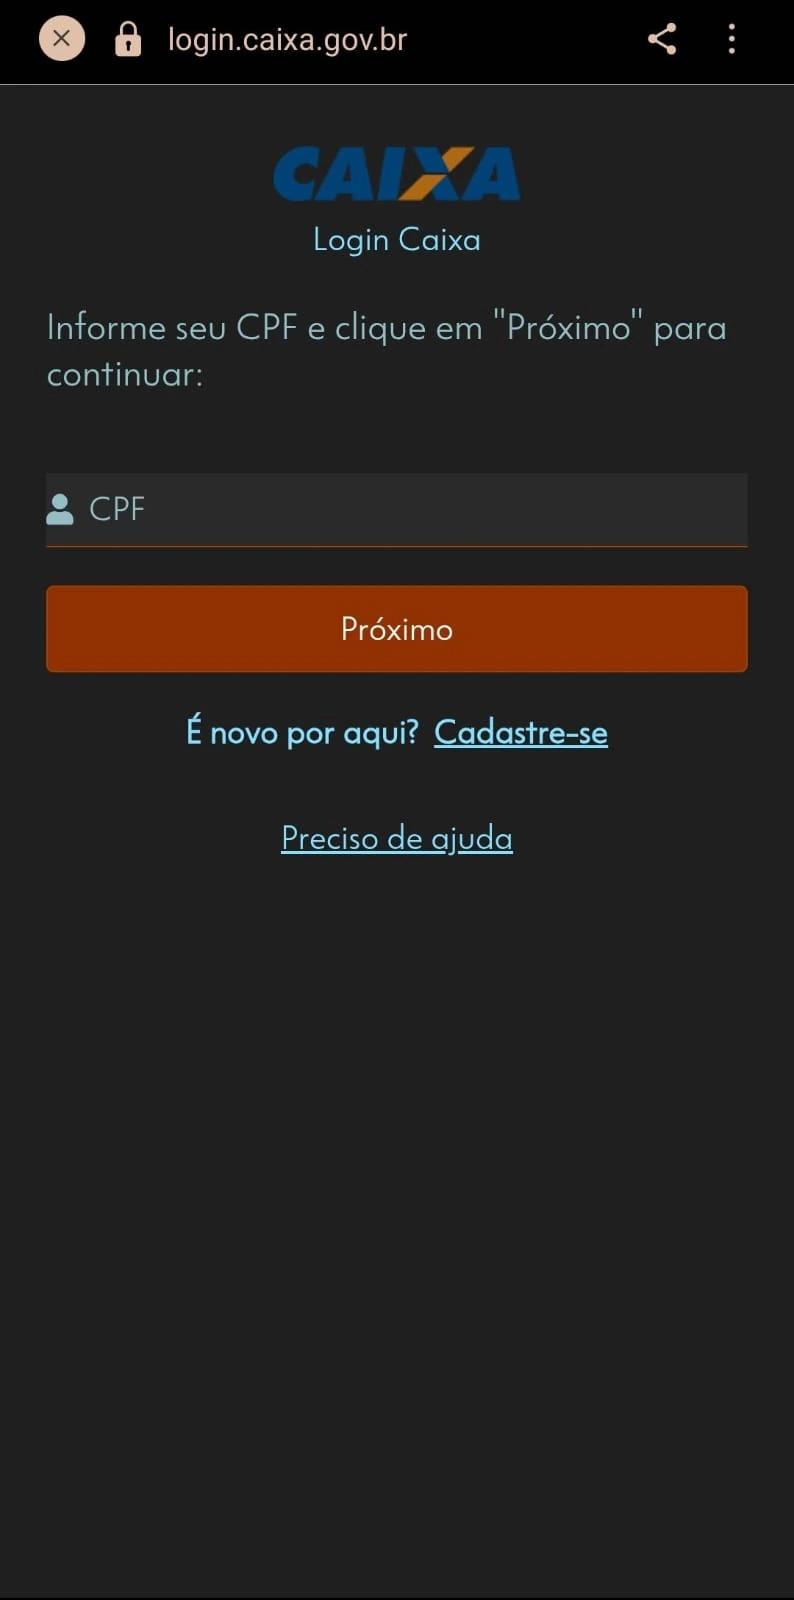 login.caixa.gov.br
CAIXA
Login Caixa
Informe seu CPF e clique em "Próximo" para
continuar:
CPF
Próximo
É novo por aqui? Cadastre-se
Preciso de ajuda